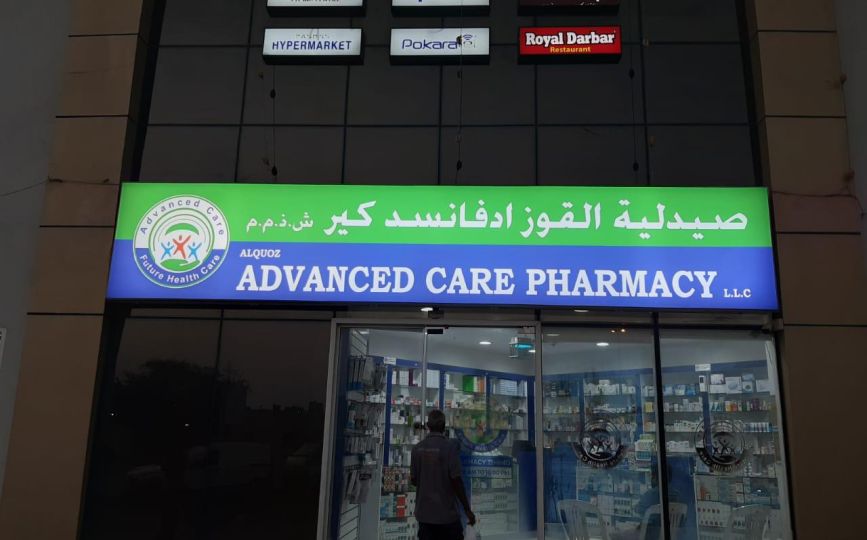 HYPERMARKET
Pokara
Royal Darbar
Restaurant
صيدلية القوز ادفانسد كير ش.ذ.م.م
Advanced Care
Future Health Care
ALQUOZ
ADVANCED CARE PHARMACY L.L.C